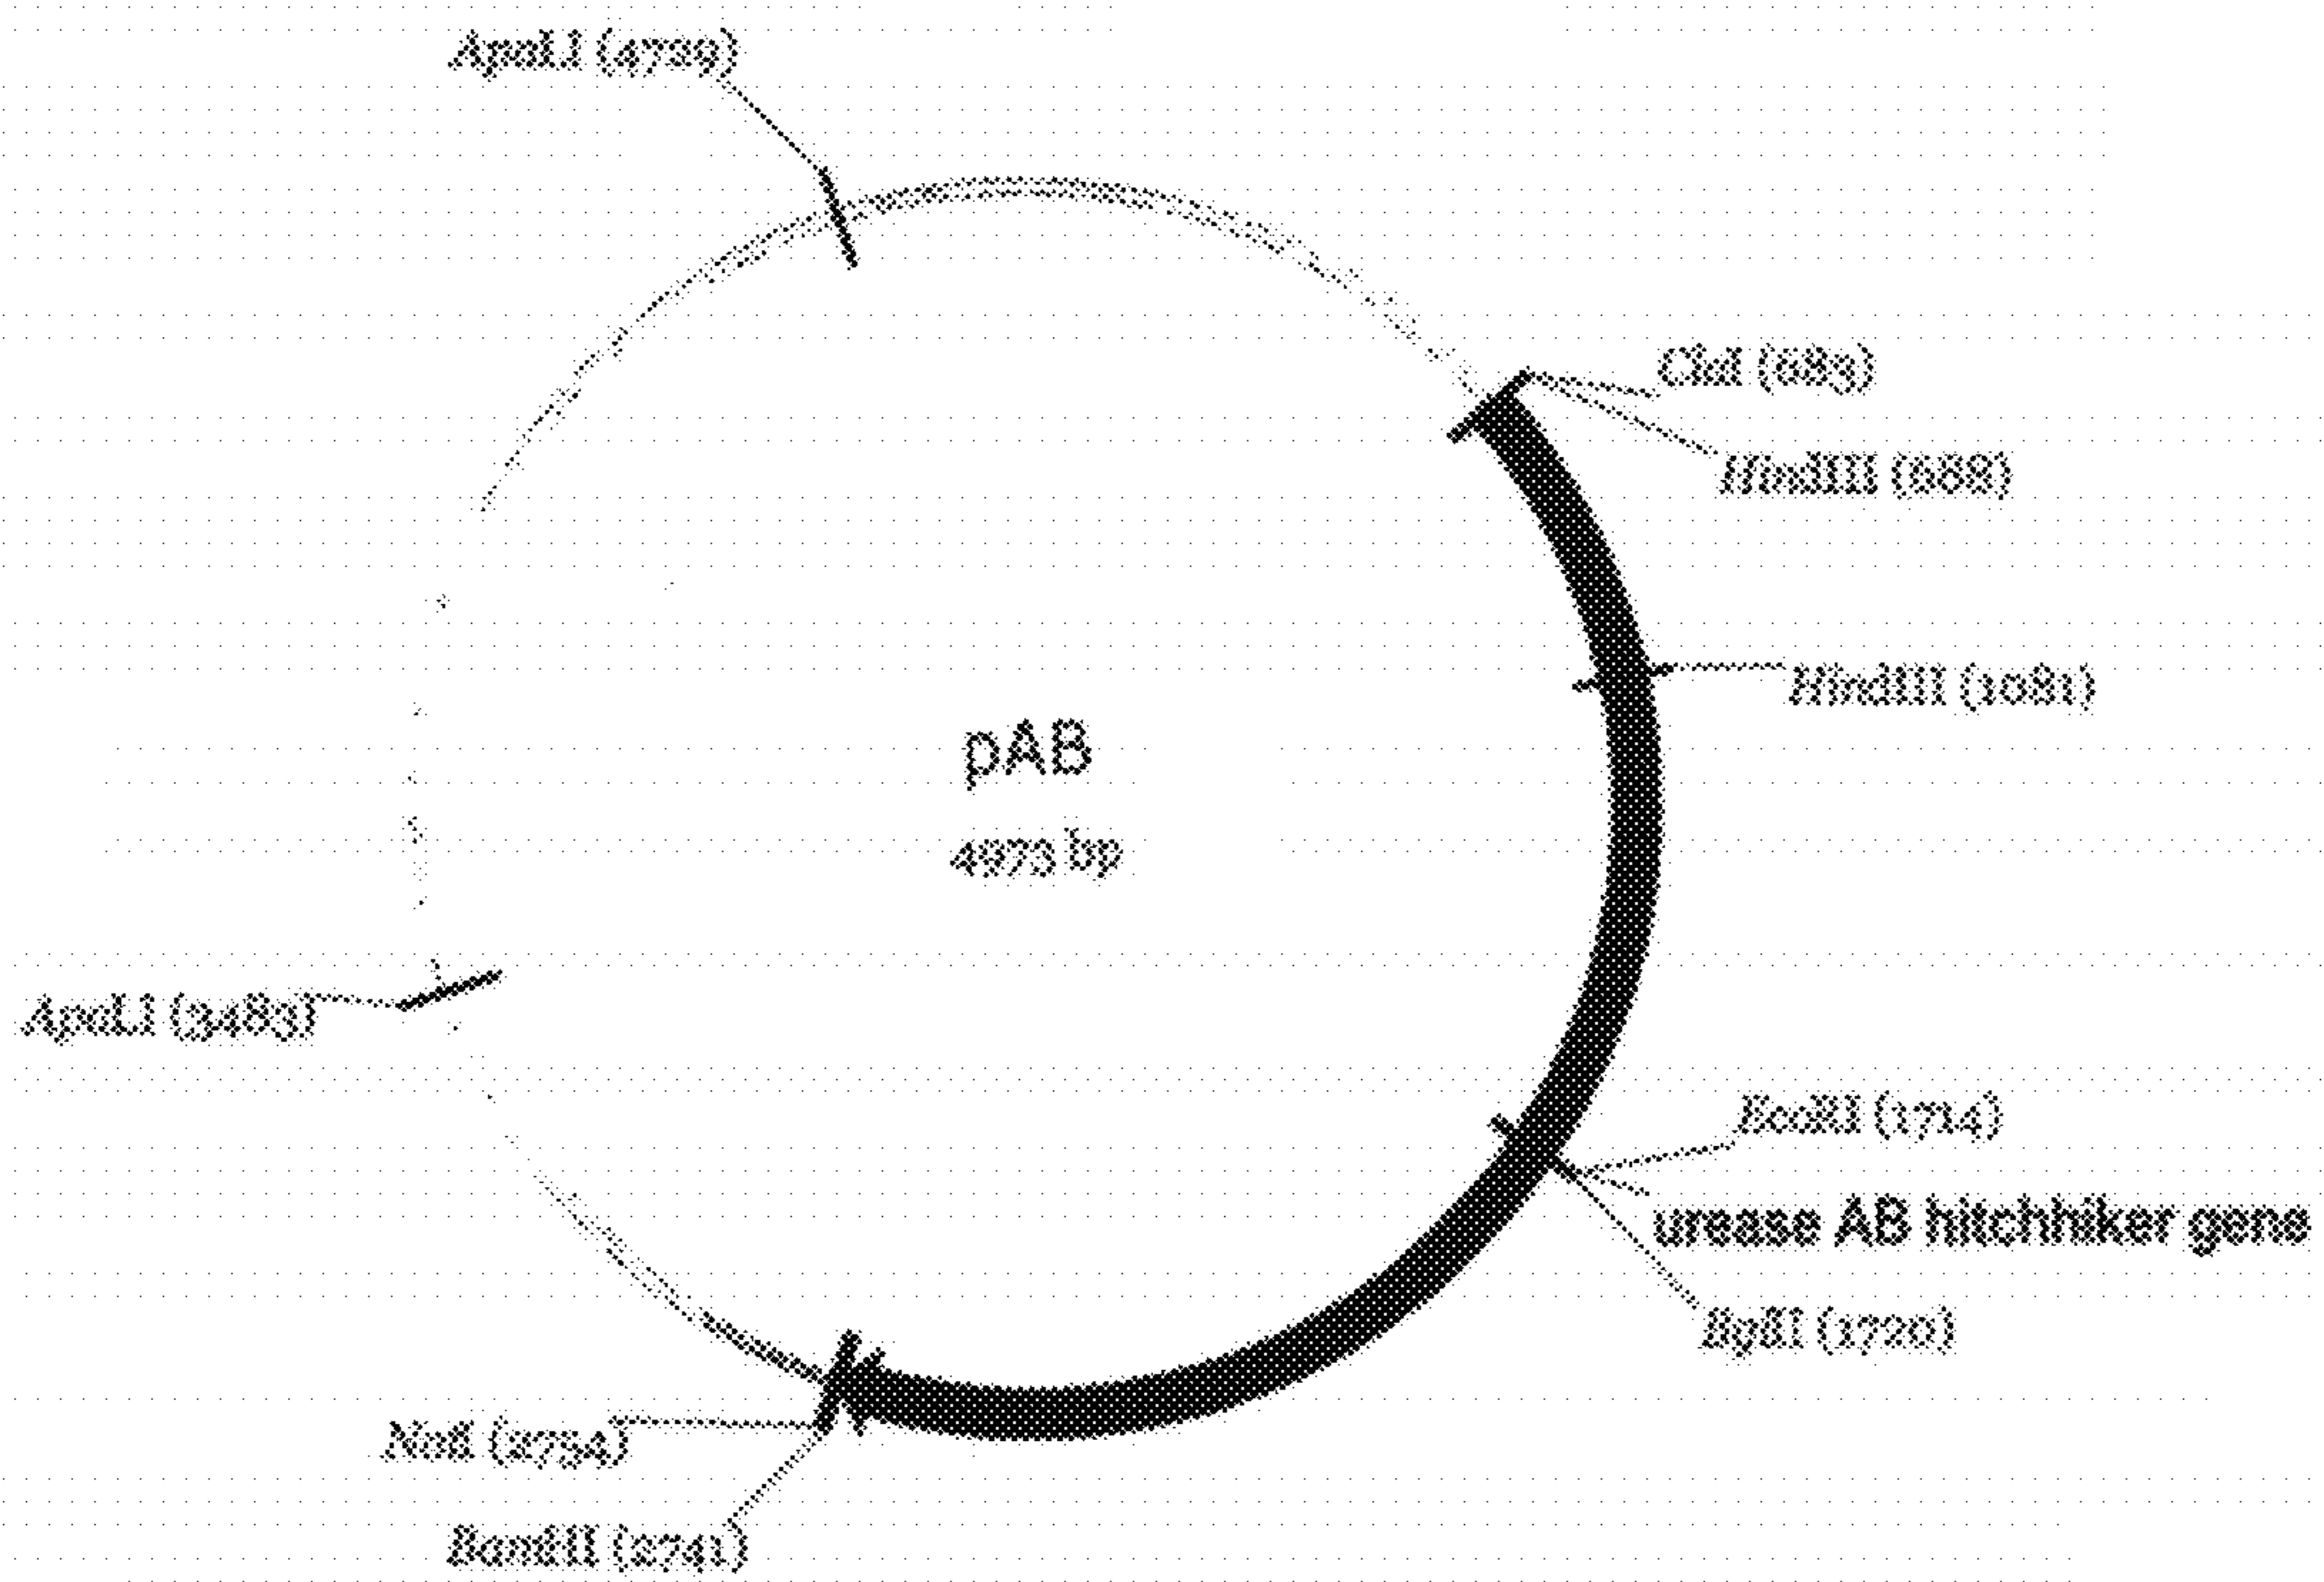 ApaLI (4729)
ClaI (683)
HindIII (688)
HindIII (1081)
pAB
4973 bp
ApaLI (3483)
EcoRI (1714)
urease AB hitchhiker gene
BglII (1720)
NotI (2754)
BamHI (2741)